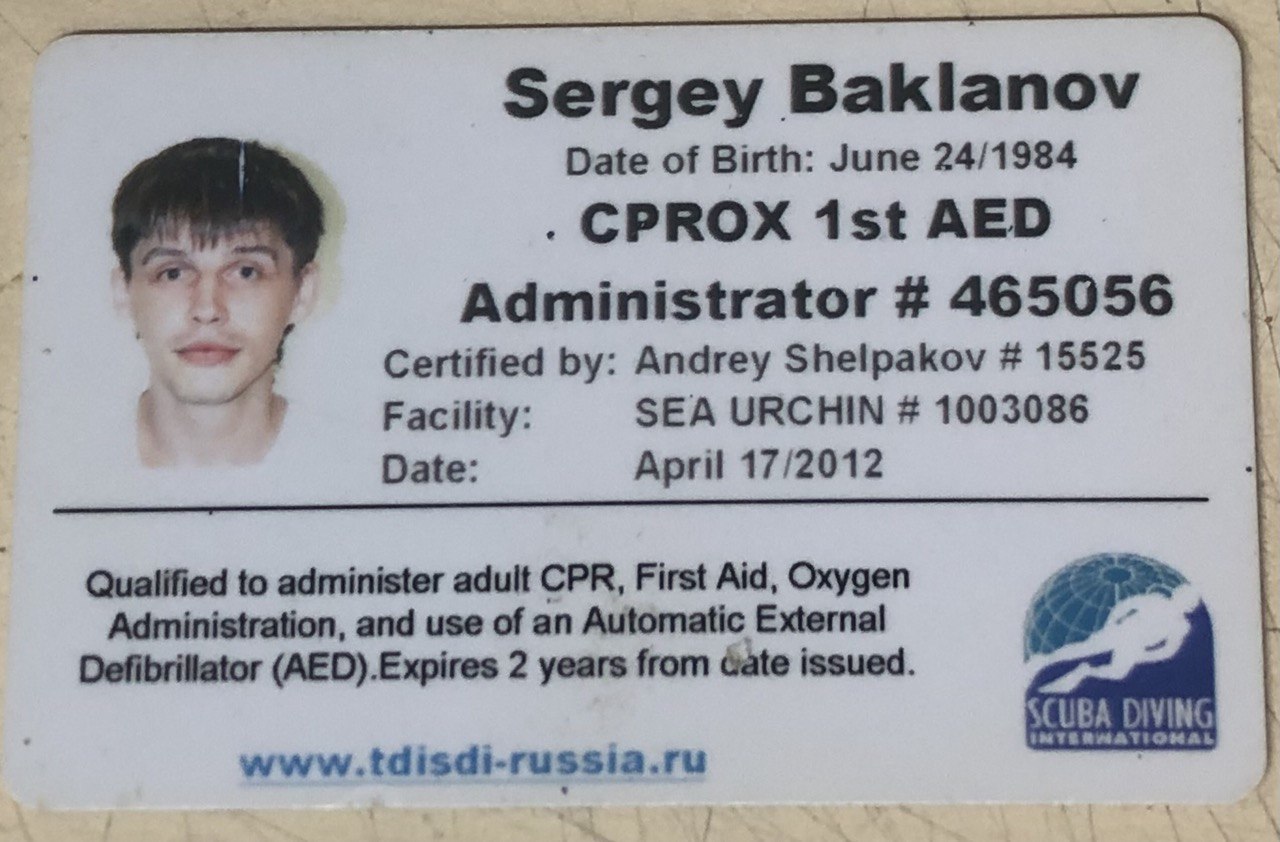 Sergey Baklanov
Date of Birth: June 24/1984
CPROX 1st AED
Administrator # 465056
Certified by: Andrey Shelpakov # 15525
Facility: SEA URCHIN # 1003086
Date: April 17/2012
Qualified to administer adult CPR, First Aid, Oxygen
Administration, and use of an Automatic External
Defibrillator (AED).Expires 2 years from date issued.
www.tdisdi-russia.ru
SCUBA DIVING
INTERNATIONAL